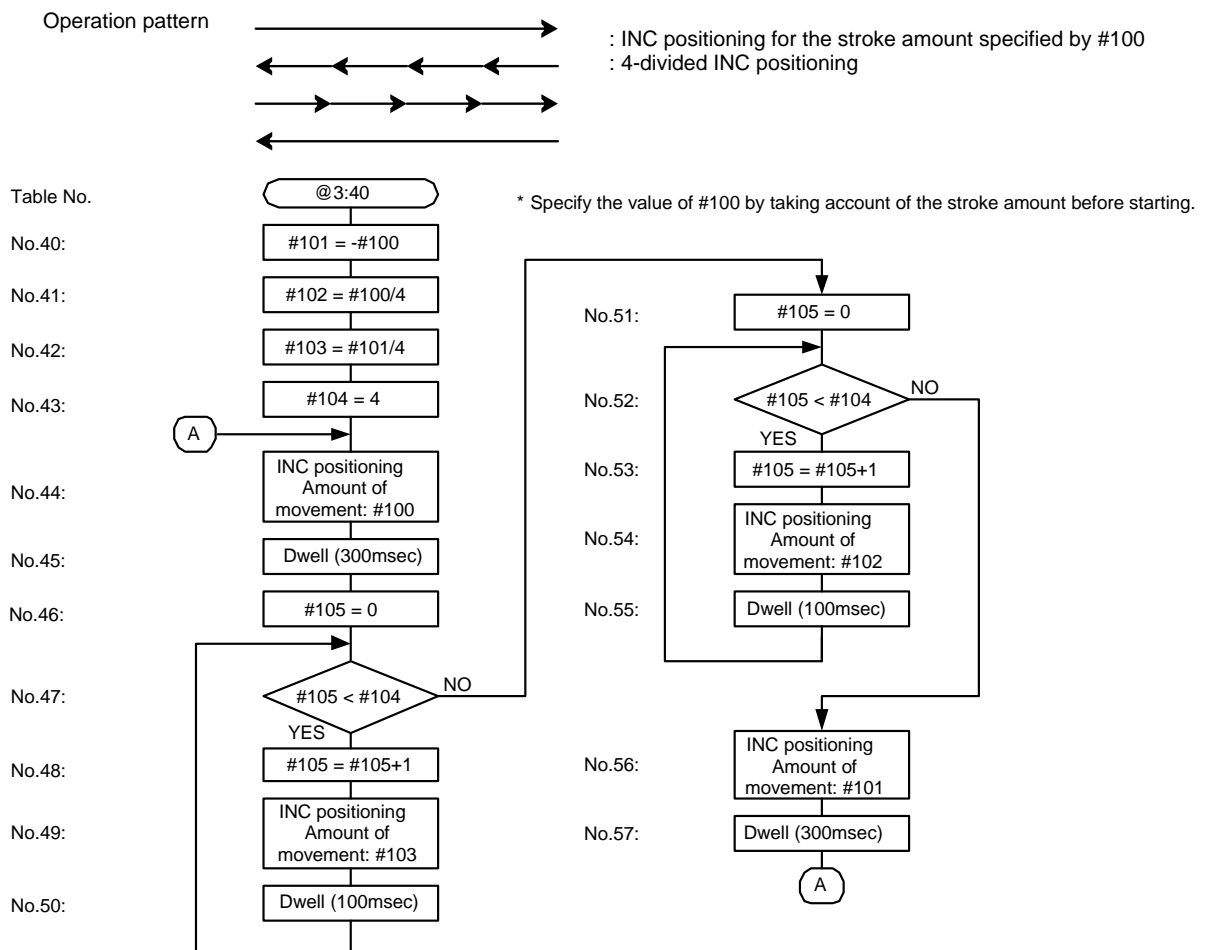 Operation pattern
: INC positioning for the stroke amount specified by #100
: 4-divided INC positioning
Table No.
@3:40
* Specify the value of #100 by taking account of the stroke amount before starting.
No.40:
#101 = -#100
No.41:
#102 = #100/4
No.42:
#103 = #101/4
No.43:
#104 = 4
A
No.44:
INC positioning
Amount of
movement: #100
No.45:
Dwell (300msec)
No.46:
#105 = 0
No.47:
#105 < #104
NO
YES
No.48:
#105 = #105+1
No.49:
INC positioning
Amount of
movement: #103
No.50:
Dwell (100msec)
No.51:
#105 = 0
No.52:
#105 < #104
NO
YES
No.53:
#105 = #105+1
No.54:
INC positioning
Amount of
movement: #102
No.55:
Dwell (100msec)
No.56:
INC positioning
Amount of
movement: #101
No.57:
Dwell (300msec)
A